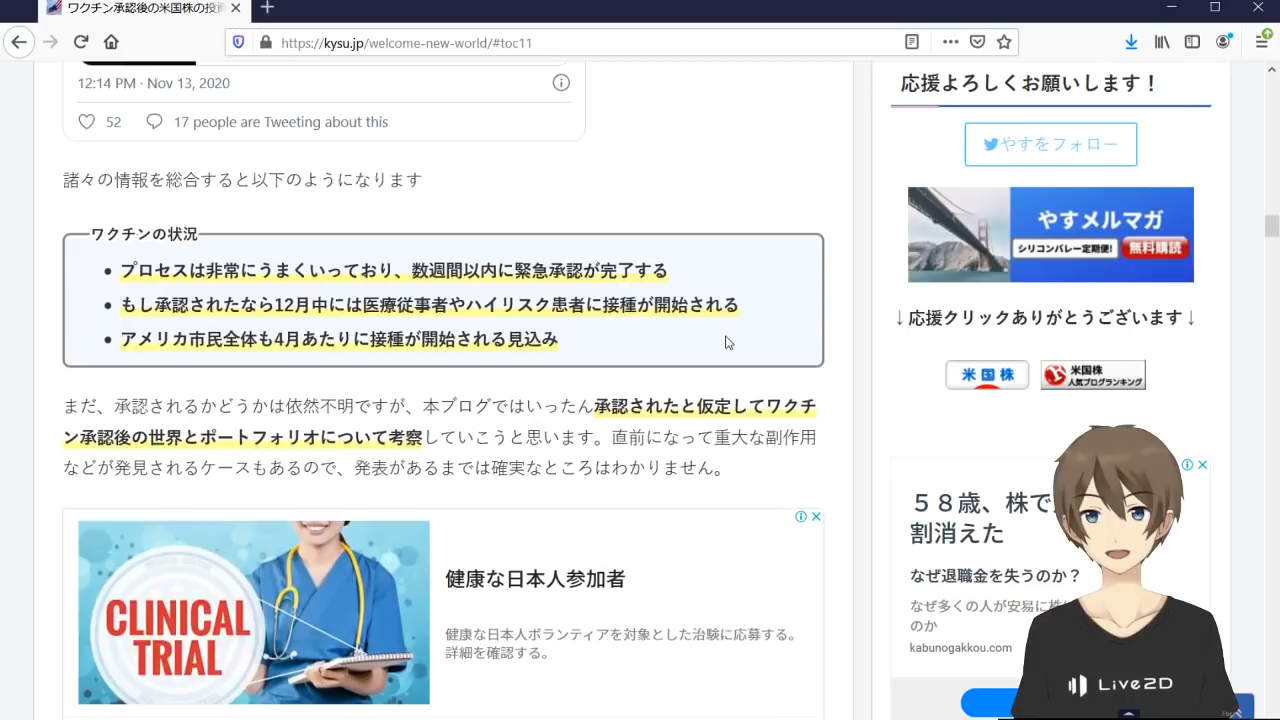 ワクチン承認後の米国株の投資
https://kysu.jp/welcome-new-world/#toc11
12:14 PM · Nov 13, 2020
52
17 people are Tweeting about this
諸々の情報を総合すると以下のようになります
ワクチンの状況
• プロセスは非常にうまくいっており、数週間以内に緊急承認が完了する
• もし承認されたなら12月中には医療従事者やハイリスク患者に接種が開始される
• アメリカ市民全体も4月あたりに接種が開始される見込み
まだ、承認されるかどうかは依然不明ですが、本ブログではいったん承認されたと仮定してワクチ
ン承認後の世界とポートフォリオについて考察していこうと思います。直前になって重大な副作用
などが発見されるケースもあるので、発表があるまでは確実なところはわかりません。
CLINICAL
TRIAL
健康な日本人参加者
健康な日本人ボランティアを対象とした治験に応募する。
詳細を確認する。
応援よろしくお願いします！
やすをフォロー
やすメルマガ
シリコンバレー定期便!
無料購読
↓応援クリックありがとうございます↓
米国株
米国株
人気ブログランキング
５８歳、株で
割消えた
なぜ退職金を失うのか？
なぜ多くの人が安易に株
のか
kabunogakkou.com
Live2D